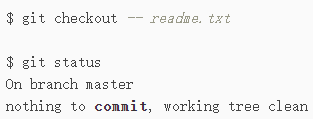 $ git checkout -- readme.txt
$ git status
On branch master
nothing to commit, working tree clean